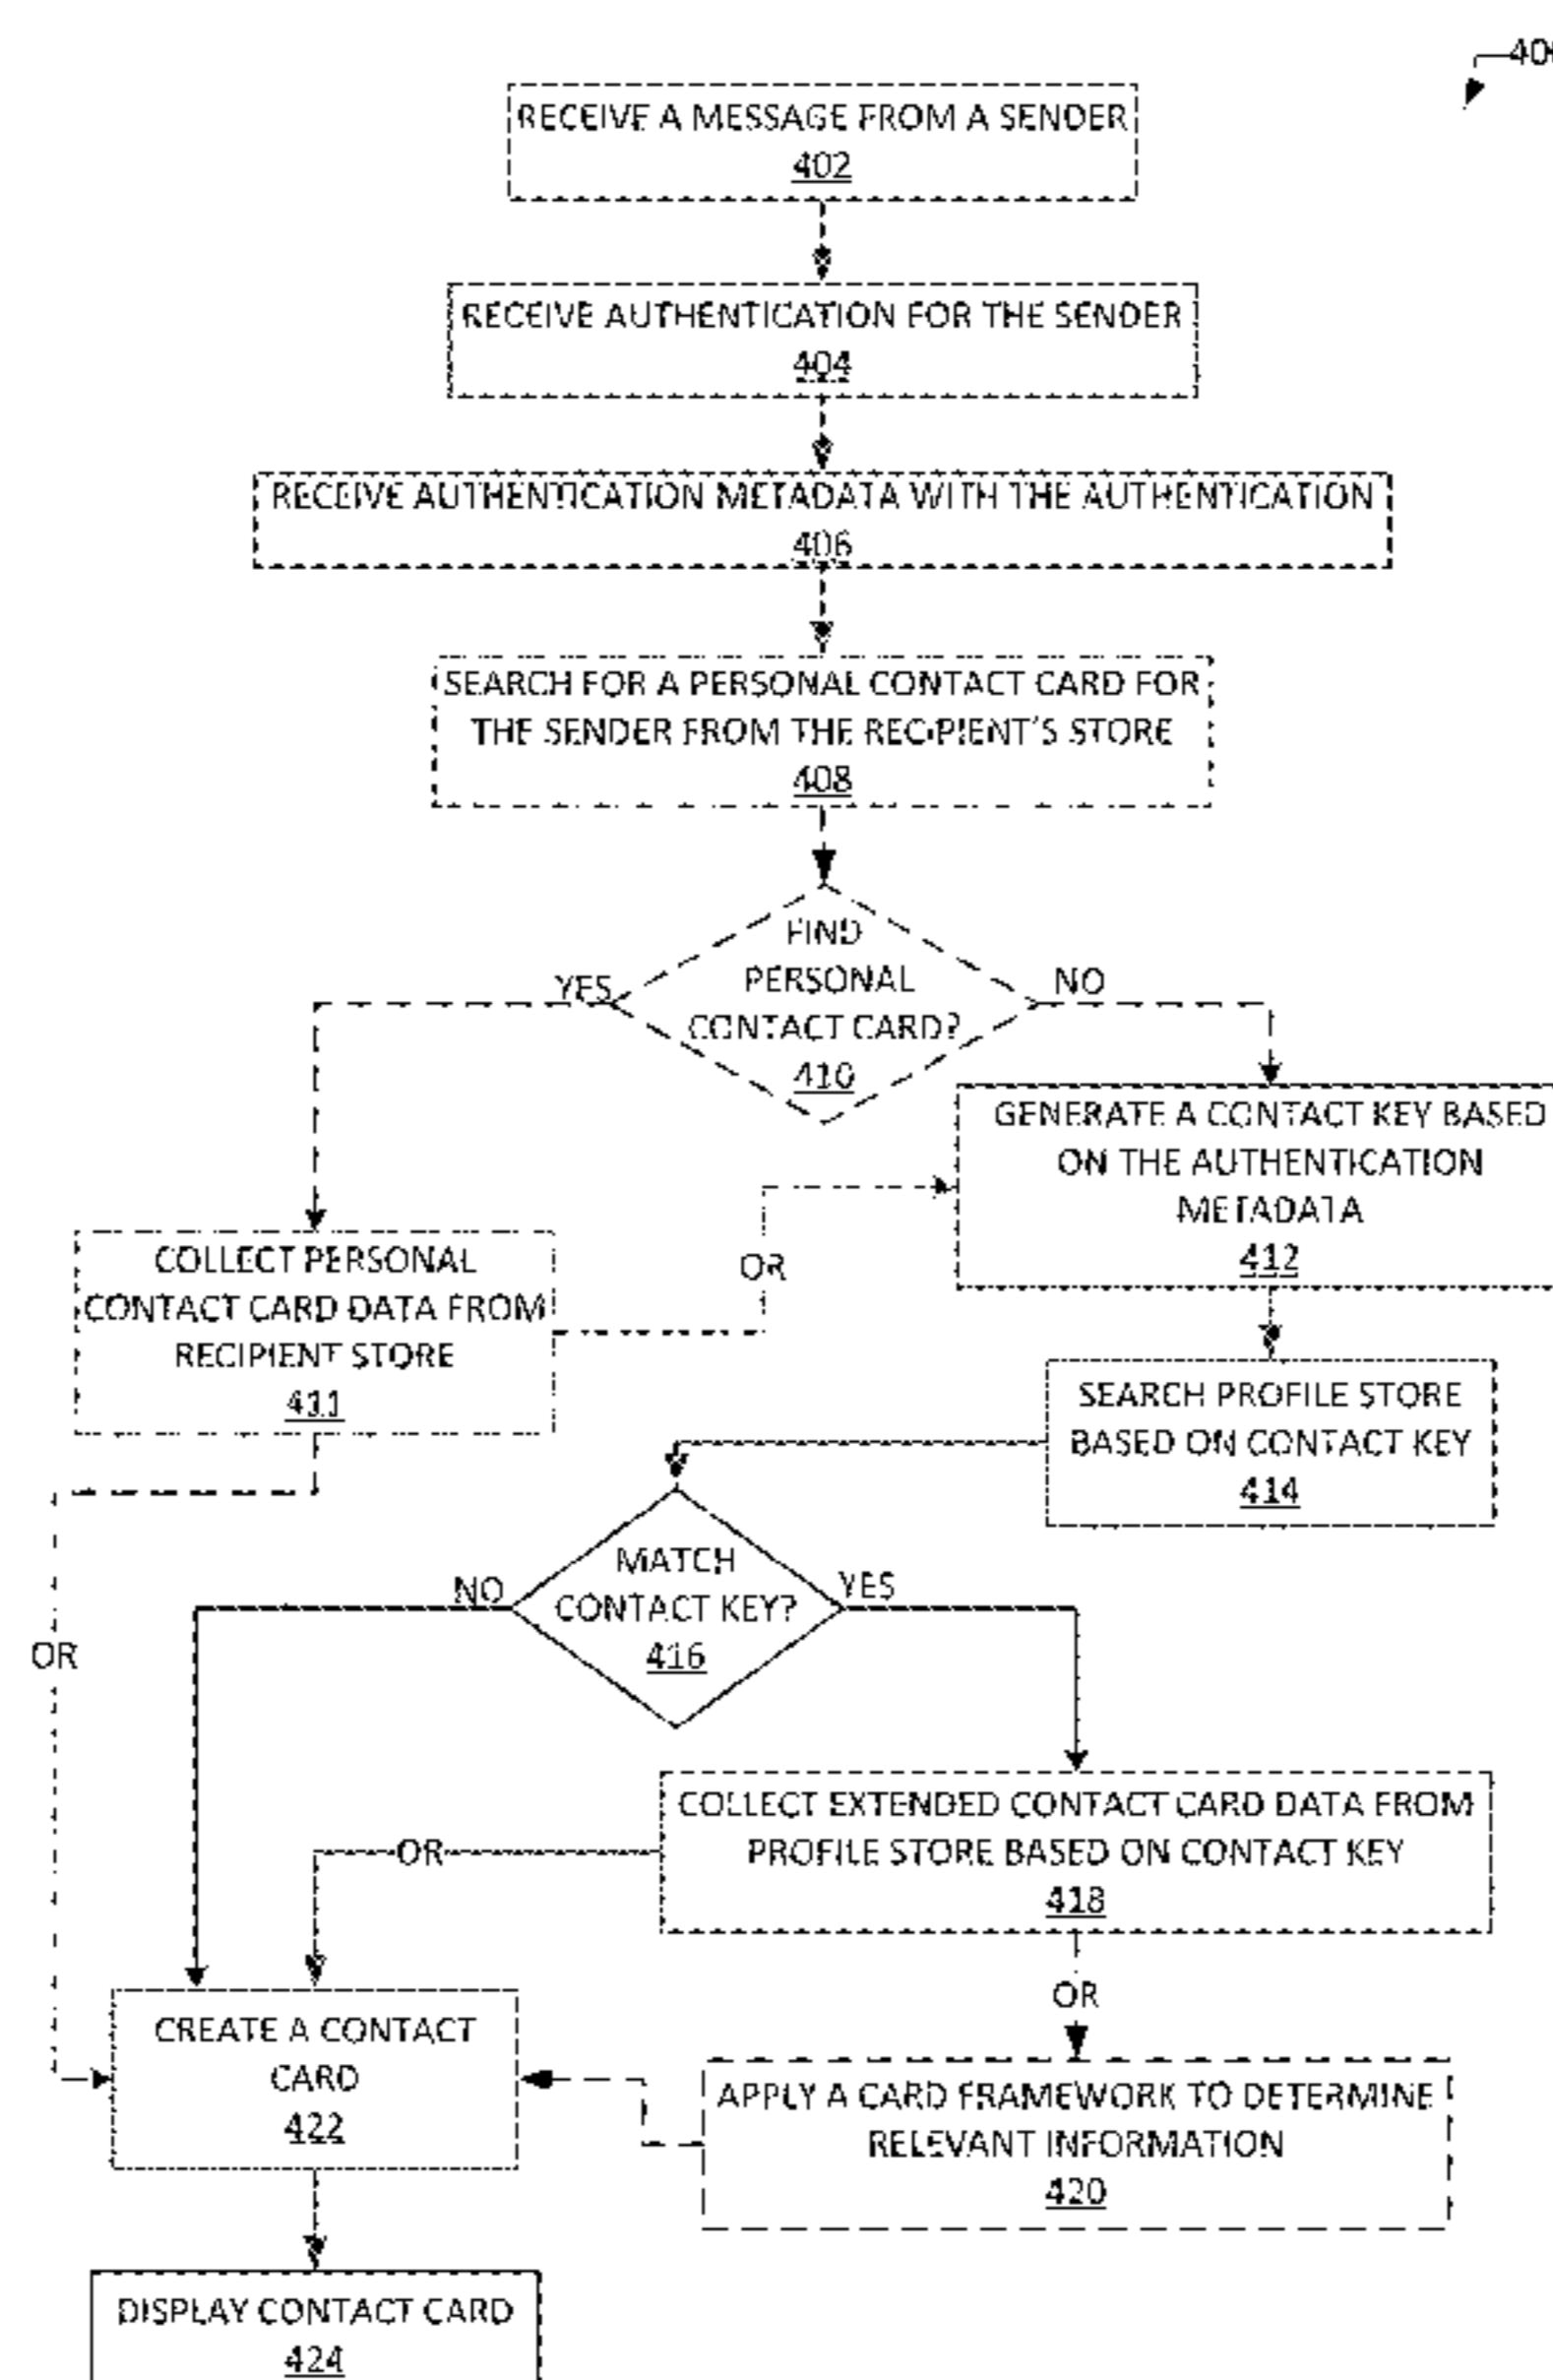 40
RECEIVE A MESSAGE FROM A SENDER
402
RECEIVE AUTHENTICATION FOR THE SENDER
404
RECEIVE AUTHENTICATION METADATA WITH THE AUTHENTICATION
406
SEARCH FOR A PERSONAL CONTACT CARD FOR
THE SENDER FROM THE RECIPIENT'S STORE
408
FIND
PERSONAL
CONTACT CARD?
410
YES
NO
GENERATE A CONTACT KEY BASED
ON THE AUTHENTICATION
METADATA
412
COLLECT PERSONAL
CONTACT CARD DATA FROM
RECIPIENT STORE
411
OR
SEARCH PROFILE STORE
BASED ON CONTACT KEY
414
MATCH
CONTACT KEY?
416
NO
YES
OR
COLLECT EXTENDED CONTACT CARD DATA FROM
PROFILE STORE BASED ON CONTACT KEY
418
OR
OR
CREATE A CONTACT
CARD
422
APPLY A CARD FRAMEWORK TO DETERMINE
RELEVANT INFORMATION
420
DISPLAY CONTACT CARD
424